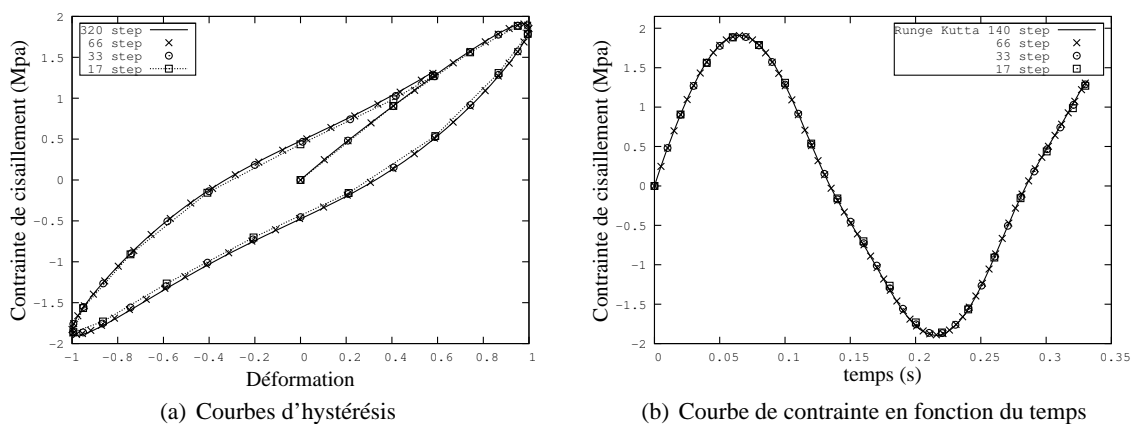 320 step
66 step
33 step
17 step
Contrainte de cisaillement (Mpa)
2
1.5
1
0.5
0
-0.5
-1
-1.5
-2
-1 -0.8 -0.6 -0.4 -0.2 0 0.2 0.4 0.6 0.8 1
Déformation
(a) Courbes d'hystérésis
Runge Kutta 140 step
66 step
33 step
17 step
Contrainte de cisaillement (Mpa)
2
1.5
1
0.5
0
-0.5
-1
-1.5
-2
0 0.05 0.1 0.15 0.2 0.25 0.3 0.35
temps (s)
(b) Courbe de contrainte en fonction du temps